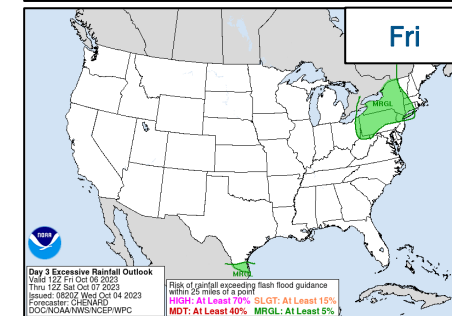 Fri
MRGL
MRGL
NOAA
Day 3 Excessive Rainfall Outlook
Valid 12Z Fri Oct 06 2023
Thru 12Z Sat Oct 07 2023
Issued: 0820Z Wed Oct 04 2023
Forecaster: CHENARD
DOC/NOAA/NWS/NCEP/WPC
Risk of rainfall exceeding flash flood guidance
within 25 miles of a point
HIGH: At Least 70% SLGT: At Least 15%
MDT: At Least 40% MRGL: At Least 5%